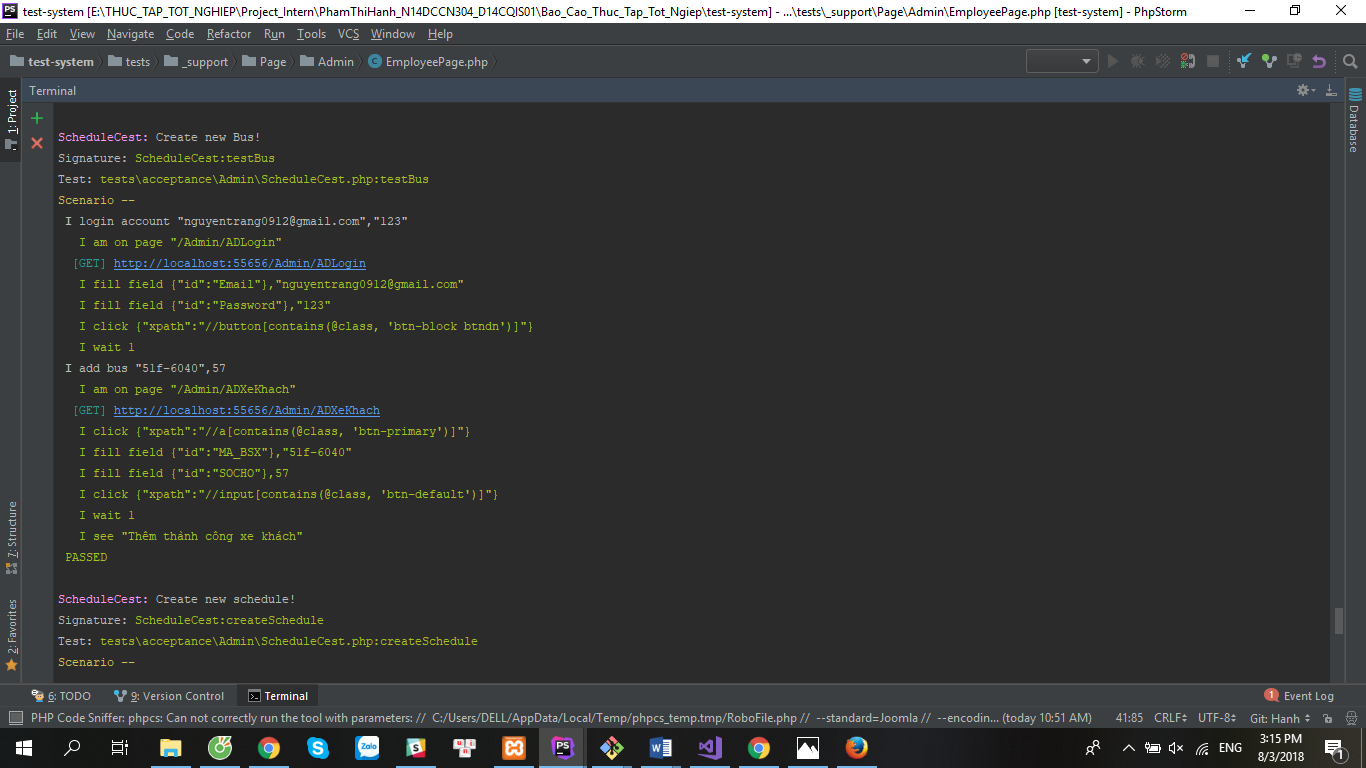 test-system [E:\THUC_TAP_TOT_NGHIEP\Project_Intern\PhamThiHanh_N14DCCN304_D14CQIS01\Bao_Cao_Thuc_Tap_Tot_Ngiep\test-system] - ...\tests\_support\Page\Admin\EmployeePage.php [test-system] - PhpStorm
File Edit View Navigate Code Refactor Run Tools VCS Window Help
test-system tests _support Page Admin EmployeePage.php
Terminal
1: Project
Database
ScheduleCest: Create new Bus!
Signature: ScheduleCest:testBus
Test: tests\acceptance\Admin\ScheduleCest.php:testBus
Scenario --
I login account "nguyentrang0912@gmail.com","123"
I am on page "/Admin/ADLogin"
[GET] http://localhost:55656/Admin/ADLogin
I fill field {"id":"Email"},"nguyentrang0912@gmail.com"
I fill field {"id":"Password"},"123"
I click {"xpath":"//button[contains(@class, 'btn-block btndn')]"}
I wait 1
I add bus "51f-6040",57
I am on page "/Admin/ADXeKhach"
[GET] http://localhost:55656/Admin/ADXeKhach
I click {"xpath":"//a[contains(@class, 'btn-primary')]"}
I fill field {"id":"MA_BSX"},"51f-6040"
I fill field {"id":"SOCHO"},57
I click {"xpath":"//input[contains(@class, 'btn-default')]"}
I wait 1
I see "Thêm thành công xe khách"
PASSED
ScheduleCest: Create new schedule!
Signature: ScheduleCest:createSchedule
Test: tests\acceptance\Admin\ScheduleCest.php:createSchedule
Scenario --
7: Structure
2: Favorites
6: TODO 9: Version Control Terminal 1 Event Log
PHP Code Sniffer: phpcs: Can not correctly run the tool with parameters: // C:/Users/DELL/AppData/Local/Temp/phpcs_temp.tmp/RoboFile.php // --standard=Joomla // --encodin... (today 10:51 AM) 41:85 CRLF UTF-8 Git: Hanh
Zalo
PS
ENG
3:15 PM
8/3/2018
1